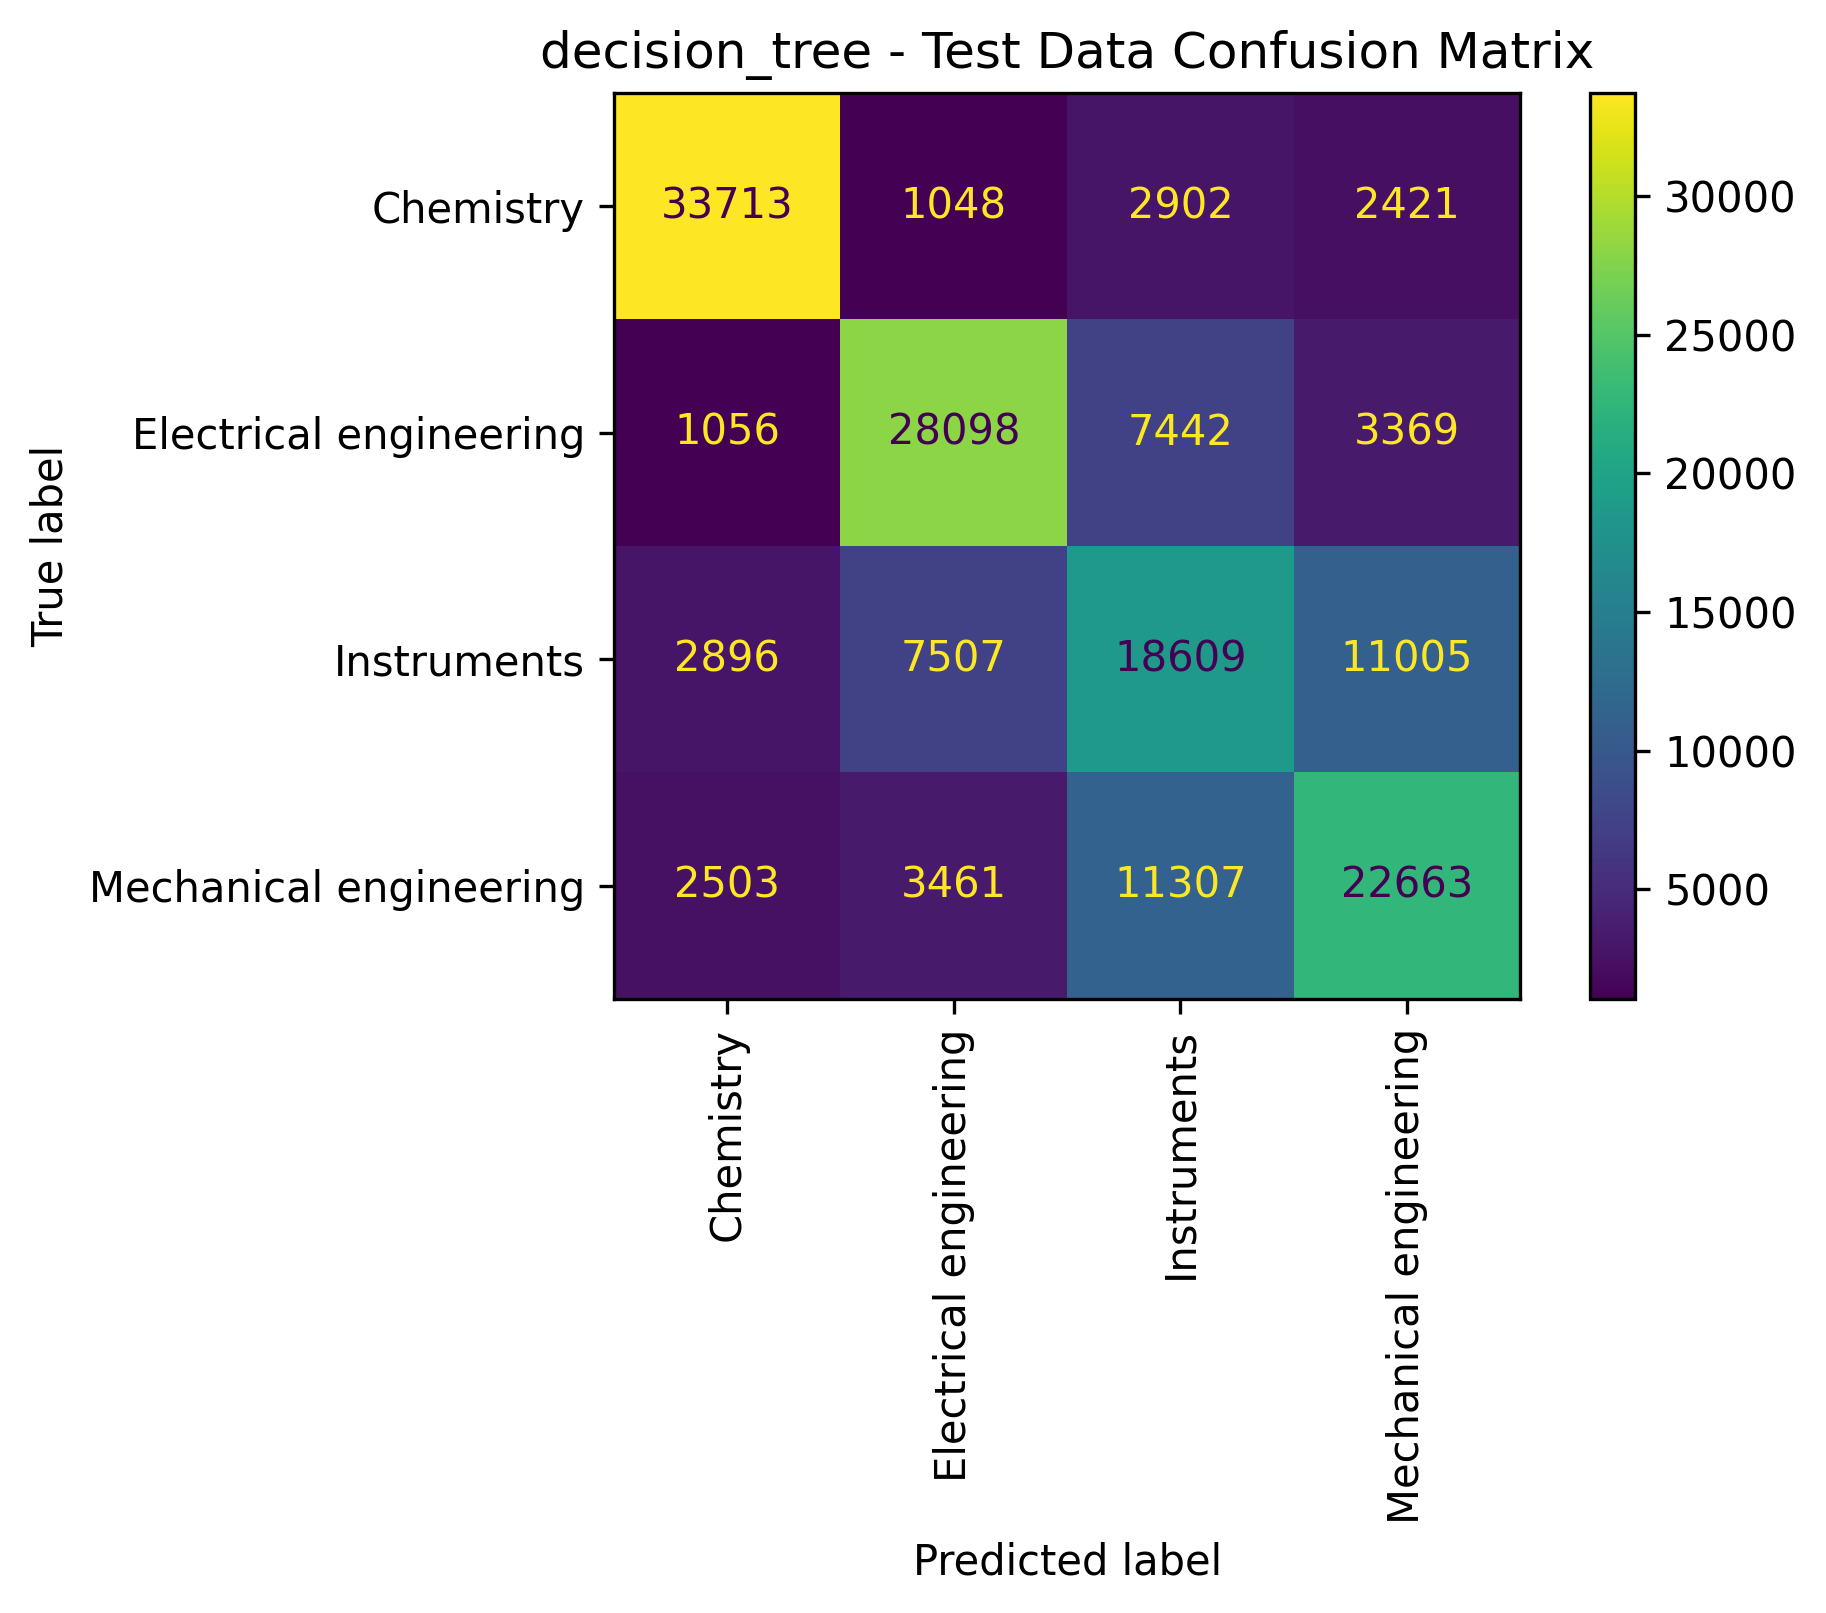 decision_tree - Test Data Confusion Matrix
True label
Chemistry
33713 1048 2902 2421
Electrical engineering
1056 28098 7442 3369
Instruments
2896 7507 18609 11005
Mechanical engineering
2503 3461 11307 22663
30000
25000
20000
15000
10000
5000
Chemistry
Electrical engineering
Instruments
Mechanical engineering
Predicted label